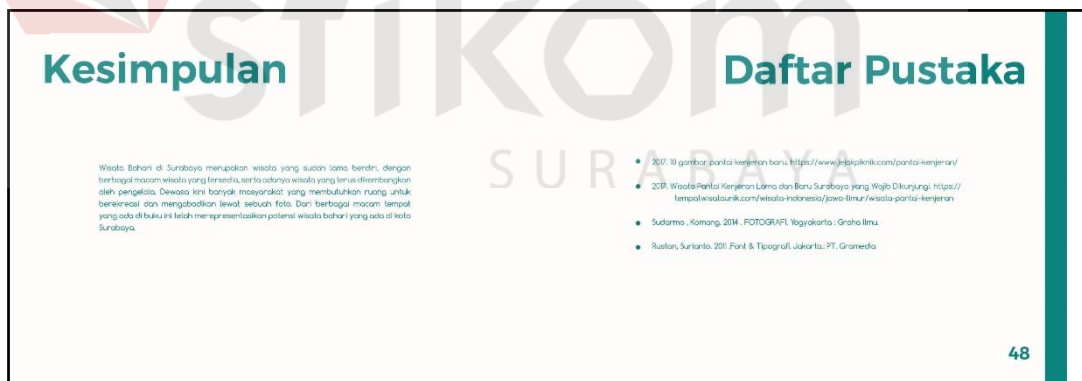 stikom
SURABAYA
Kesimpulan
Wisata Bahari di Surabaya merupakan wisata yang sudah lama berdiri, dengan
berbagai macam wisata yang tersedia, serta adanya wisata yang terus dikembangkan
oleh pengelola. Dewasa kini banyak masyarakat yang membutuhkan ruang untuk
berekreasi dan mengabadikan lewat sebuah foto. Dari berbagai macam tempat
yang ada di buku ini telah merepresentasikan potensi wisata bahari yang ada di kota
Surabaya.
Daftar Pustaka
• 2017. 10 gambar pantai kenjeran baru. https://www.jejakpiknik.com/pantai-kenjeran/
• 2017. Wisata Pantai Kenjeran Lama dan Baru Surabaya yang Wajib Dikunjungi. https://
tempatwisataunik.com/wisata-indonesia/jawa-timur/wisata-pantai-kenjeran
• Sudarma , Komang. 2014 . FOTOGRAFI. Yogyakarta : Graha Ilmu.
• Rustan, Surianto. 2011 .Font & Tipografi. Jakarta.: PT. Gramedia
48